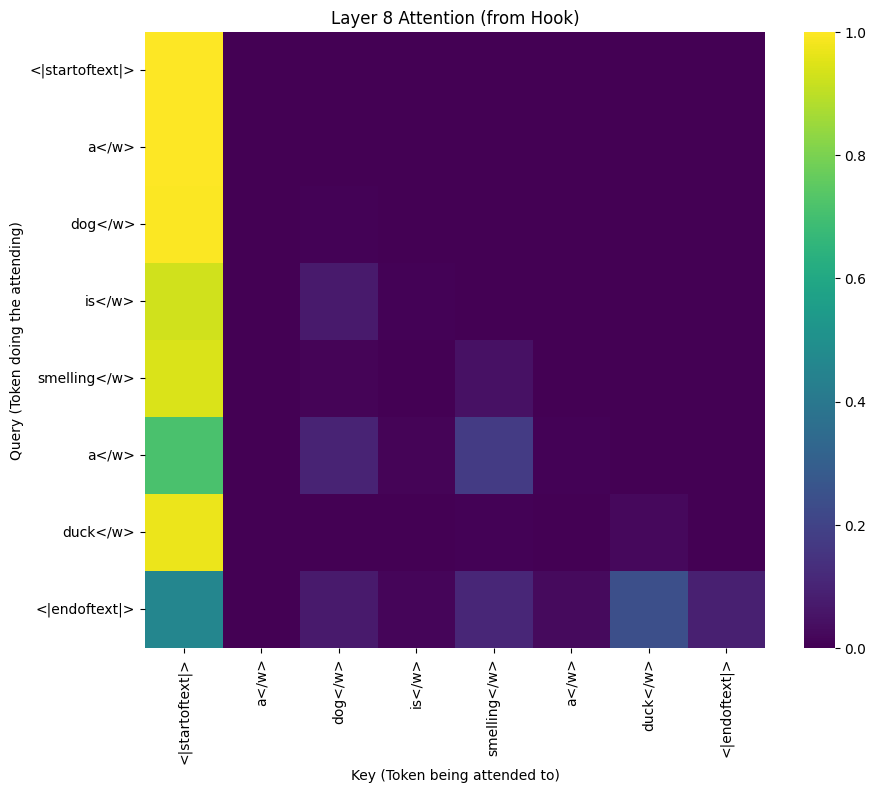 Layer 8 Attention (from Hook)
Query (Token doing the attending)
<|startoftext|>
a</w>
dog</w>
is</w>
smelling</w>
a</w>
duck</w>
<|endoftext|>
<|startoftext|>
a</w>
dog</w>
is</w>
smelling</w>
a</w>
duck</w>
<|endoftext|>
Key (Token being attended to)
1.0
0.8
0.6
0.4
0.2
0.0